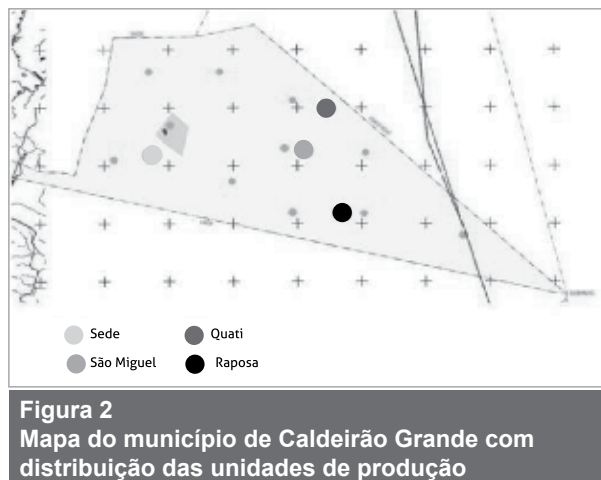 Sede
Quati
São Miguel
Raposa
Figura 2
Mapa do município de Caldeirão Grande com
distribuição das unidades de produção